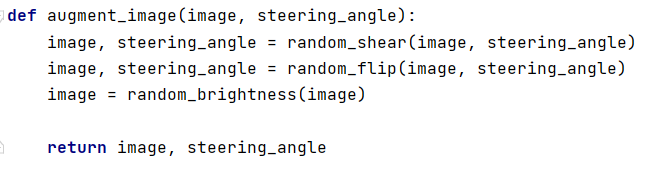 def augment_image(image, steering_angle):
    image, steering_angle = random_shear(image, steering_angle)
    image, steering_angle = random_flip(image, steering_angle)
    image = random_brightness(image)

    return image, steering_angle